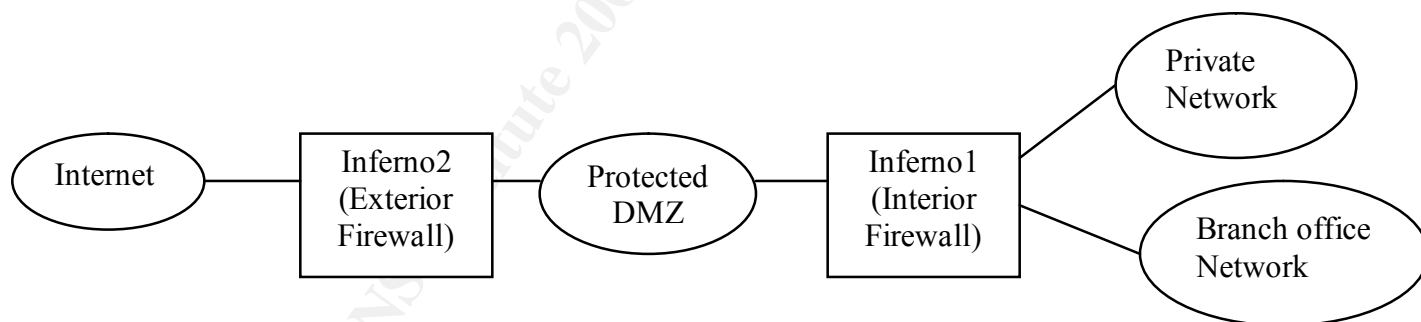 Internet
Inferno2
(Exterior
Firewall)
Protected
DMZ
Inferno1
(Interior
Firewall)
Private
Network
Branch office
Network